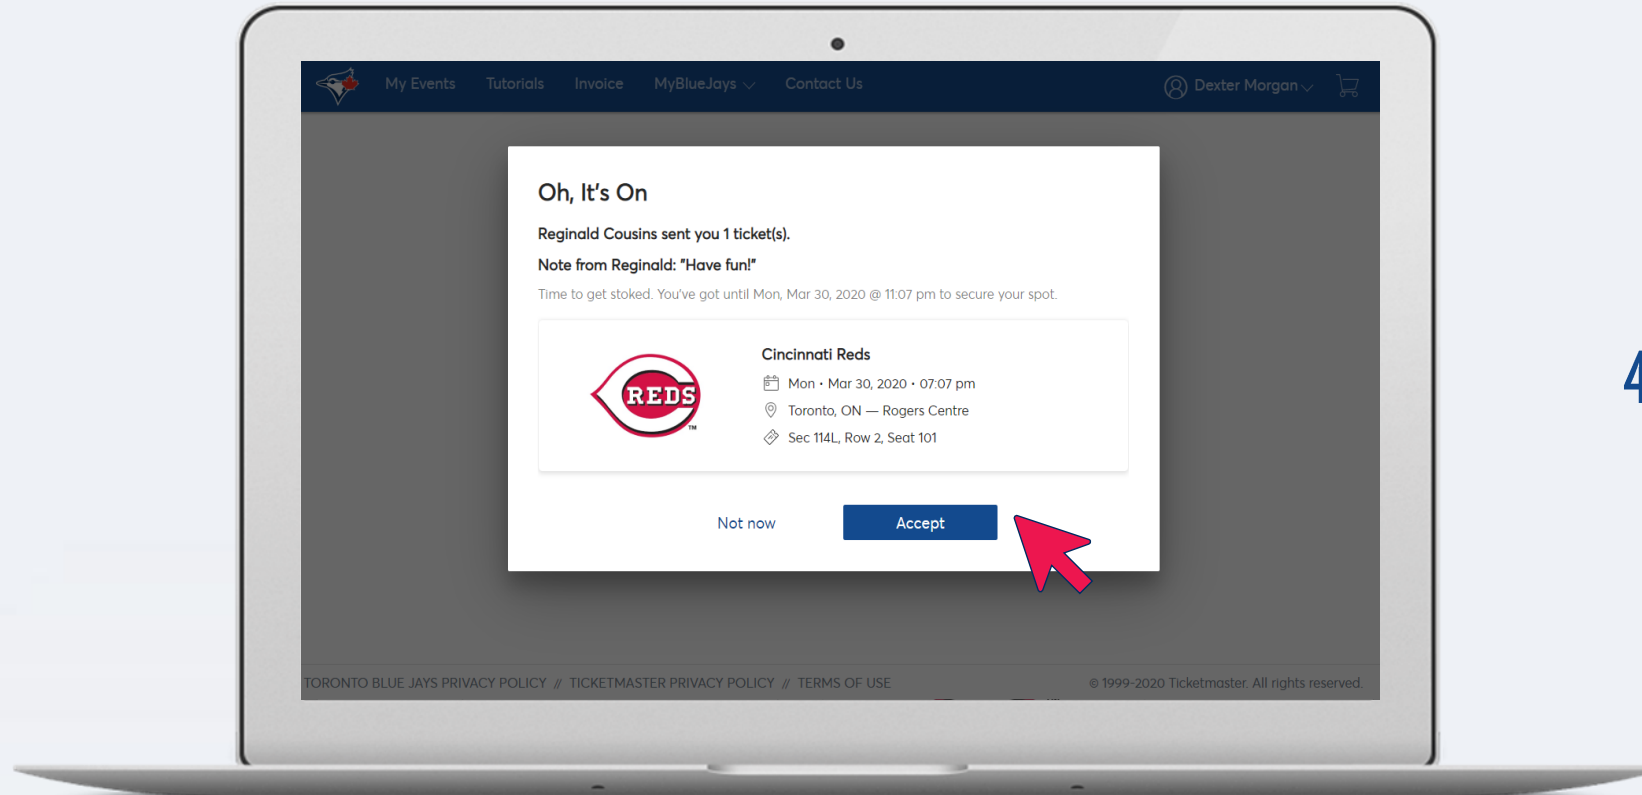 My Events Tutorials Invoice MyBlueJays Contact Us Dexter Morgan
Oh, It's On
Reginald Cousins sent you 1 ticket(s).
Note from Reginald: "Have fun!"
Time to get stoked. You've got until Mon, Mar 30, 2020 @ 11:07 pm to secure your spot.
Cincinnati Reds
REDS
TM
Mon • Mar 30, 2020 • 07:07 pm
Toronto, ON — Rogers Centre
Sec 114L, Row 2, Seat 101
Not now Accept
TORONTO BLUE JAYS PRIVACY POLICY // TICKETMASTER PRIVACY POLICY // TERMS OF USE © 1999-2020 Ticketmaster. All rights reserved.
4